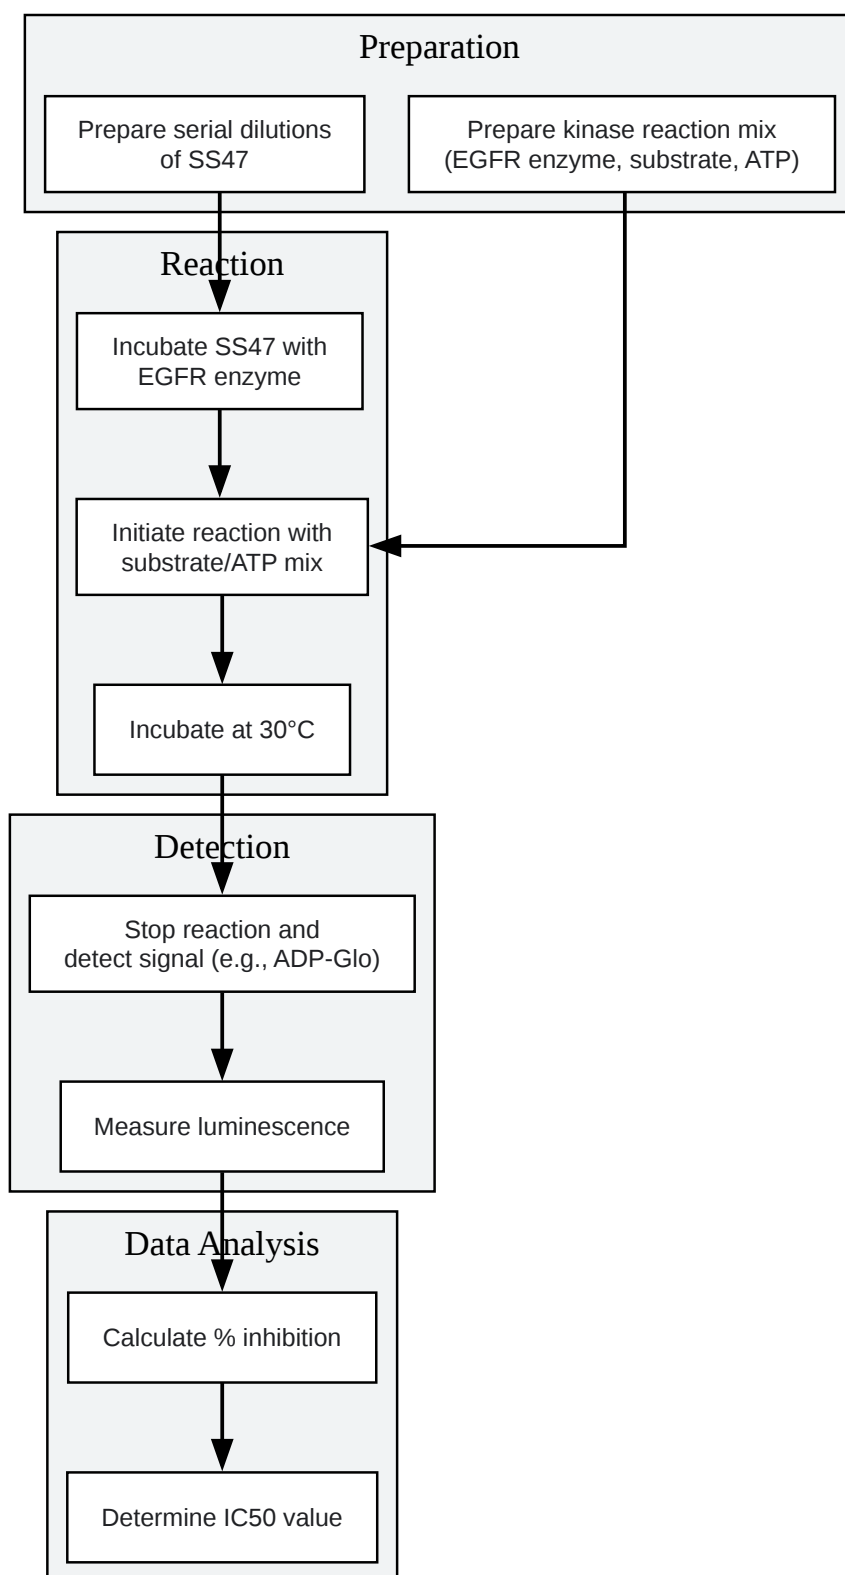 Preparation
Prepare serial dilutions
of SS47
Prepare kinase reaction mix
(EGFR enzyme, substrate, ATP)
Reaction
Incubate SS47 with
EGFR enzyme
Initiate reaction with
substrate/ATP mix
Incubate at 30°C
Detection
Stop reaction and
detect signal (e.g., ADP-Glo)
Measure luminescence
Data Analysis
Calculate % inhibition
Determine IC50 value